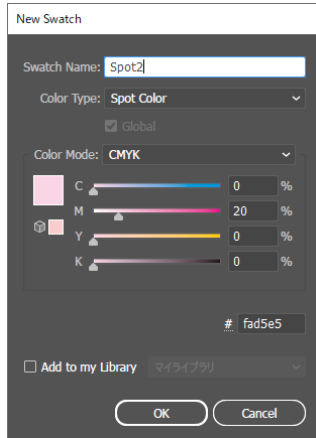 New Swatch
Swatch Name: Spot2
Color Type: Spot Color
Global
Color Mode: CMYK
C 0 %
M 20 %
Y 0 %
K 0 %
# fad5e5
Add to my Library マイライブラリ
OK Cancel